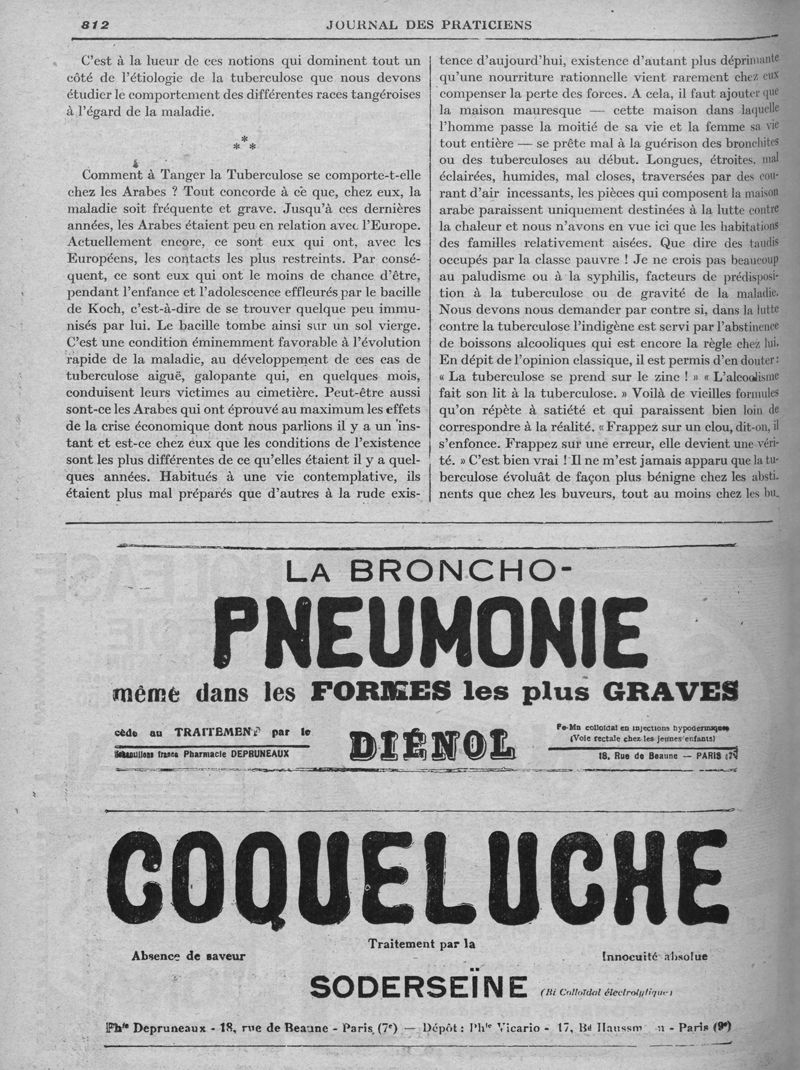 812
JOURNAL DES PRATICIENS
C'est à la lueur de ces notions qui dominent tout un
côté de l'étiologie de la tuberculose que nous devons
étudier le comportement des différentes races tangéroises
à l'égard de la maladie.
*
* *
Comment à Tanger la Tuberculose se comporte-t-elle
chez les Arabes ? Tout concorde à ce que, chez eux, la
maladie soit fréquente et grave. Jusqu'à ces dernières
années, les Arabes étaient peu en relation avec l'Europe.
Actuellement encore, ce sont eux qui ont, avec les
Européens, les contacts les plus restreints. Par consé-
quent, ce sont eux qui ont le moins de chance d'être,
pendant l'enfance et l'adolescence effleurés par le bacille
de Koch, c'est-à-dire de se trouver quelque peu immu-
nisés par lui. Le bacille tombe ainsi sur un sol vierge.
C'est une condition éminemment favorable à l'évolution
rapide de la maladie, au développement de ces cas de
tuberculose aiguë, galopante qui, en quelques mois,
conduisent leurs victimes au cimetière. Peut-être aussi
sont-ce les Arabes qui ont éprouvé au maximum les effets
de la crise économique dont nous parlions il y a un ins-
tant et est-ce chez eux que les conditions de l'existence
sont les plus différentes de ce qu'elles étaient il y a quel-
ques années. Habitués à une vie contemplative, ils
étaient plus mal préparés que d'autres à la rude exis-
tence d'aujourd'hui, existence d'autant plus déprimante
qu'une nourriture rationnelle vient rarement chez eux
compenser la perte des forces. A cela, il faut ajouter que
la maison mauresque — cette maison dans laquelle
l'homme passe la moitié de sa vie et la femme sa vie
tout entière — se prête mal à la guérison des bronchites
ou des tuberculoses au début. Longues, étroites, mal
éclairées, humides, mal closes, traversées par des cou-
rant d'air incessants, les pièces qui composent la maison
arabe paraissent uniquement destinées à la lutte contre
la chaleur et nous n'avons en vue ici que les habitations
des familles relativement aisées. Que dire des taudis
occupés par la classe pauvre ! Je ne crois pas beaucoup
au paludisme ou à la syphilis, facteurs de prédisposi-
tion à la tuberculose ou de gravité de la maladie.
Nous devons nous demander par contre si, dans la lutte
contre la tuberculose l'indigène est servi par l'abstinence
de boissons alcooliques qui est encore la règle chez lui.
En dépit de l'opinion classique, il est permis d'en douter :
« La tuberculose se prend sur le zinc ! » « L'alcoolisme
fait son lit à la tuberculose. » Voilà de vieilles formules
qu'on répète à satiété et qui paraissent bien loin de
correspondre à la réalité. « Frappez sur un clou, dit-on, il
s'enfonce. Frappez sur une erreur, elle devient une véri-
té. » C'est bien vrai ! Il ne m'est jamais apparu que la tu-
berculose évoluât de façon plus bénigne chez les absti-
nents que chez les buveurs, tout au moins chez les bu-
LA BRONCHO-
PNEUMONIE
même dans les FORMES les plus GRAVES
cède au TRAITEMENT par le
DIÉNOL
Fe-Mn colloïdal en injections hypodermiques
(Voie rectale chez les jeunes enfants)
Échantillons franco Pharmacie DEPRUNEAUX
18, Rue de Beaune — PARIS (7e)
COQUELUCHE
Traitement par la
Absence de saveur
Innocuité absolue
SODERSEÏNE (Bi Colloïdal électrolytique)
Phie Depruneaux - 18, rue de Beaune - Paris (7e) — Dépôt : Phie Vicario - 17, Bd - Paris (9e)